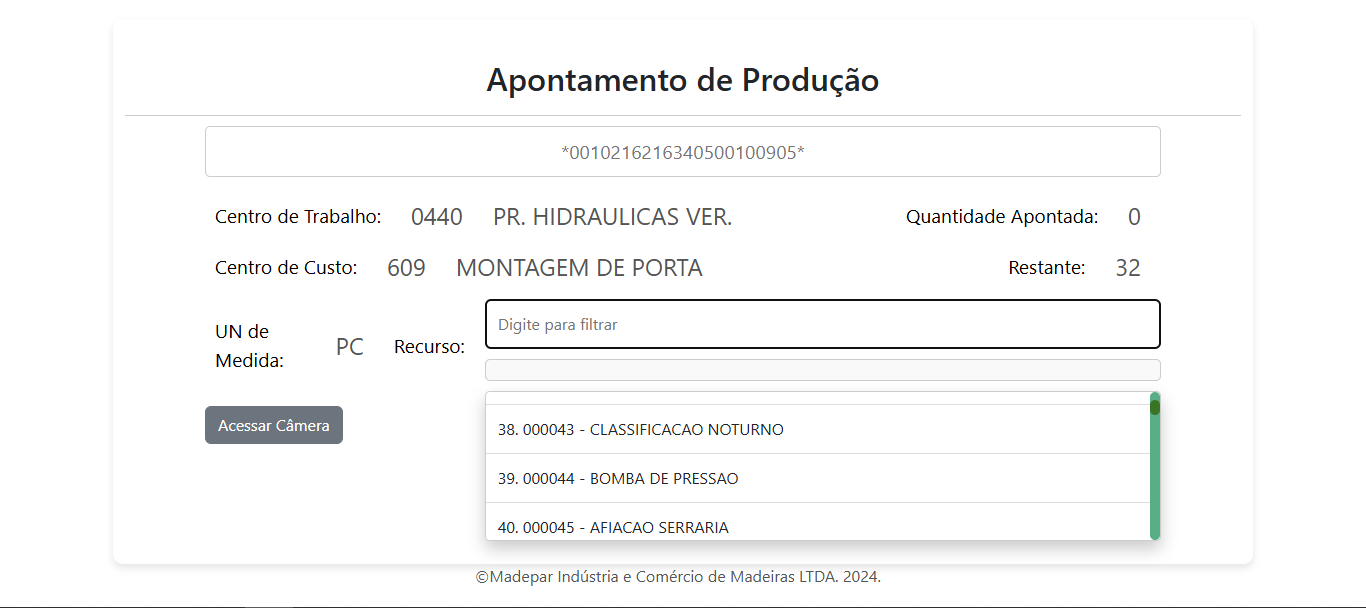 Apontamento de Produção
*0010216216340500100905*
Centro de Trabalho: 0440 PR. HIDRAULICAS VER. Quantidade Apontada: 0
Centro de Custo: 609 MONTAGEM DE PORTA Restante: 32
Digite para filtrar
UN de
Medida:
PC Recurso:
Acessar Câmera
38. 000043 - CLASSIFICACAO NOTURNO
39. 000044 - BOMBA DE PRESSAO
40. 000045 - AFIACAO SERRARIA
©Madepar Indústria e Comércio de Madeiras LTDA. 2024.